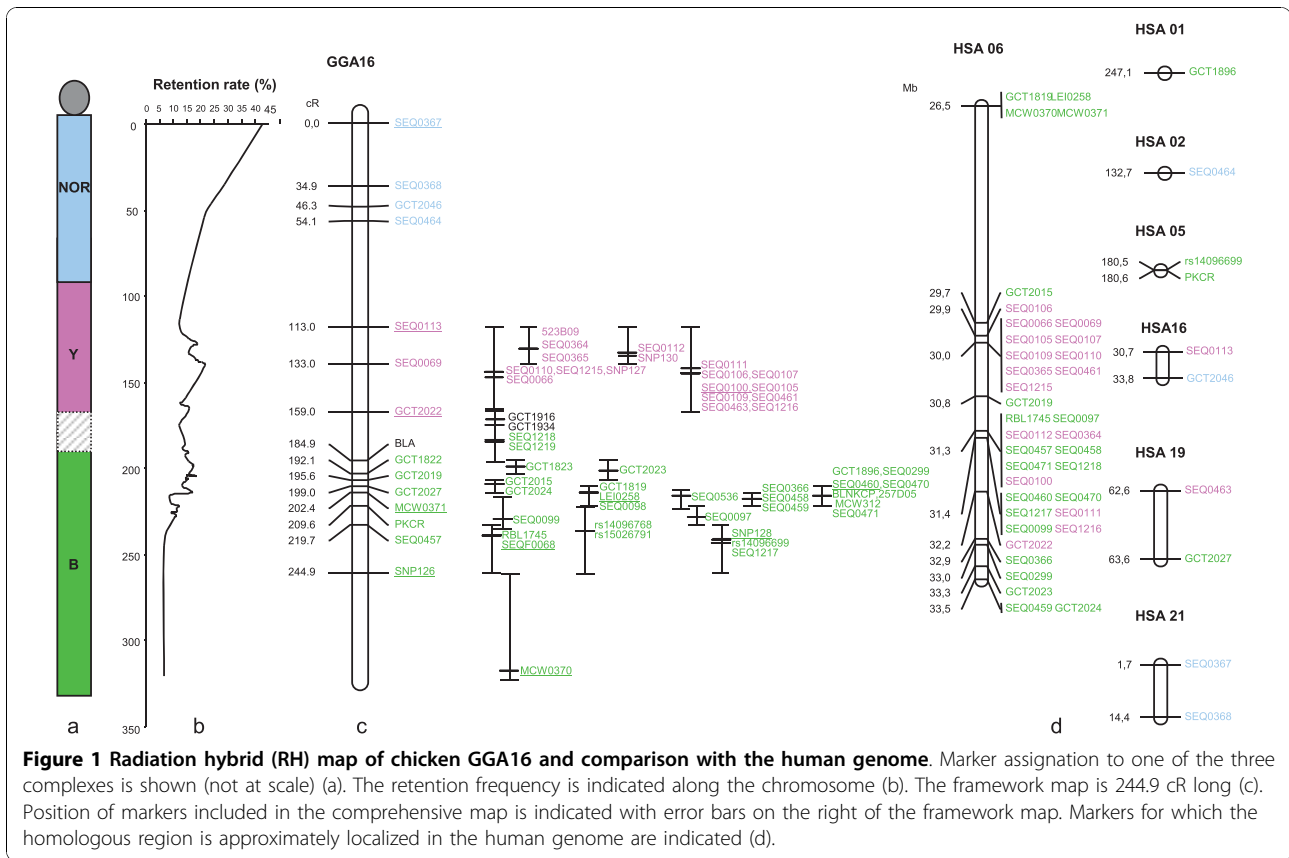 Retention rate (%)
0 5 10 15 20 25 30 35 40 45
0
50
100
150
200
250
300
350
NOR
Y
B
a
b
GGA16
cR
0,0 SEQ0367
34.9 SEQ0368
46.3 GCT2046
54.1 SEQ0464
113.0 SEQ0113
133.0 SEQ0069
159.0 GCT2022
184.9 BLA
192.1 GCT1822
195.6 GCT2019
199.0 GCT2027
202.4 MCW0371
209.6 PKCR
219.7 SEQ0457
244.9 SNP126
c
523B09
SEQ0364
SEQ0365
SEQ0112
SNP130
SEQ0111
SEQ0106,SEQ0107
SEQ0100,SEQ0105
SEQ0109,SEQ0461
SEQ0463,SEQ1216
SEQ0110,SEQ1215,SNP127
SEQ0066
GCT1916
GCT1934
SEQ1218
SEQ1219
GCT1823
GCT2023
GCT2015
GCT2024
GCT1819
LEI0258
SEQ0098
SEQ0536
SEQ0366
SEQ0458
SEQ0459
GCT1896,SEQ0299
SEQ0460,SEQ0470
BLNKCP,257D05
MCW312
SEQ0471
SEQ0099
SEQ0097
RBL1745
SEQF0068
rs14096768
rs15026791
SNP128
rs14096699
SEQ1217
MCW0370
HSA 06
Mb
26,5 GCT1819LEI0258
MCW0370MCW0371
29,7 GCT2015
29,9 SEQ0106
SEQ0066 SEQ0069
SEQ0105 SEQ0107
30,0 SEQ0109 SEQ0110
SEQ0365 SEQ0461
SEQ1215
30,8 GCT2019
RBL1745 SEQ0097
SEQ0112 SEQ0364
31,3 SEQ0457 SEQ0458
SEQ0471 SEQ1218
SEQ0100
SEQ0460 SEQ0470
31,4 SEQ1217 SEQ0111
SEQ0099 SEQ1216
32,2 GCT2022
32,9 SEQ0366
33,0 SEQ0299
33,3 GCT2023
33,5 SEQ0459 GCT2024
HSA 01
247,1 GCT1896
HSA 02
132,7 SEQ0464
HSA 05
180,5 rs14096699
180,6 PKCR
HSA16
30,7 SEQ0113
33,8 GCT2046
HSA 19
62,6 SEQ0463
63,6 GCT2027
HSA 21
1,7 SEQ0367
14,4 SEQ0368
d
Figure 1 Radiation hybrid (RH) map of chicken GGA16 and comparison with the human genome. Marker assignation to one of the three
complexes is shown (not at scale) (a). The retention frequency is indicated along the chromosome (b). The framework map is 244.9 cR long (c).
Position of markers included in the comprehensive map is indicated with error bars on the right of the framework map. Markers for which the
homologous region is approximately localized in the human genome are indicated (d).